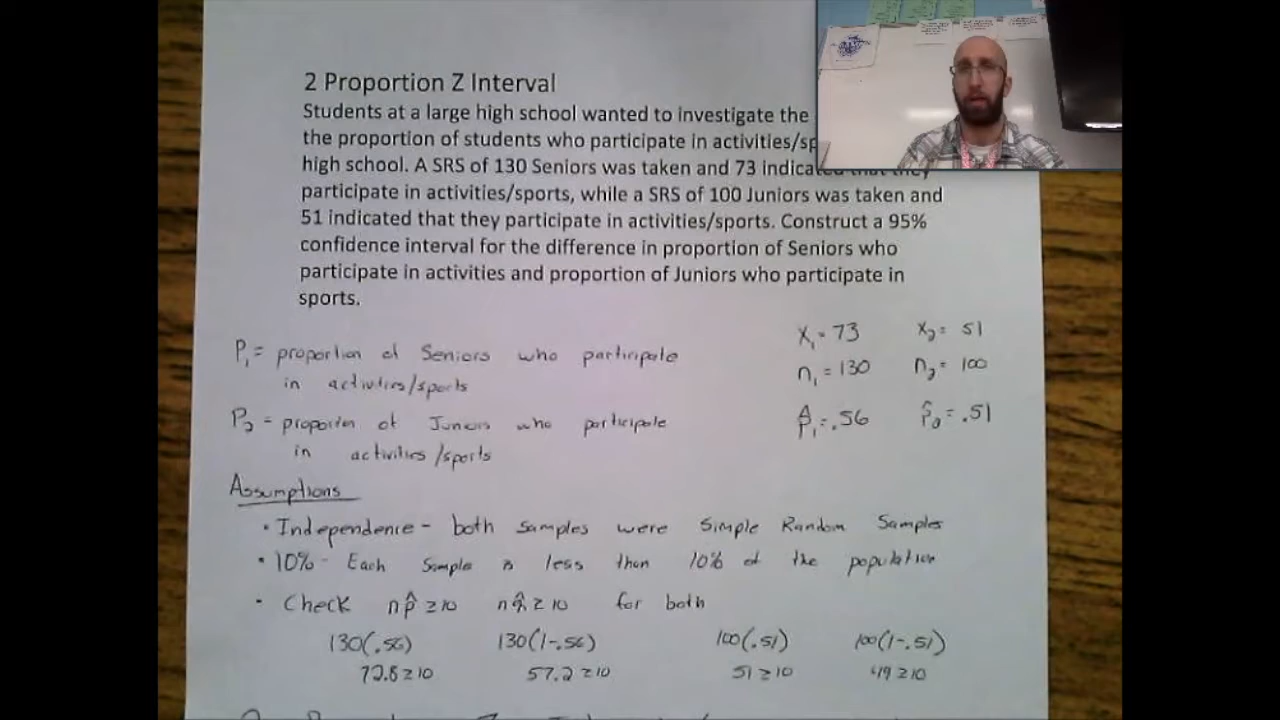 2 Proportion Z Interval
Students at a large high school wanted to investigate the
the proportion of students who participate in activities/sp
high school. A SRS of 130 Seniors was taken and 73 indicated that they
participate in activities/sports, while a SRS of 100 Juniors was taken and
51 indicated that they participate in activities/sports. Construct a 95%
confidence interval for the difference in proportion of Seniors who
participate in activities and proportion of Juniors who participate in
sports.
X₁ = 73 X₂ = 51
P₁ = proportion of Seniors who participate
n₁ = 130 n₂ = 100
in activities/sports
p̂₁ = .56 p̂₂ = .51
P₂ = proportion of Juniors who participate
in activities/sports
Assumptions
• Independence - both samples were Simple Random Samples
• 10% - Each Sample is less than 10% of the population
• Check np̂ ≥ 10 nq̂ ≥ 10 for both
130(.56) 130(1-.56) 100(.51) 100(1-.51)
72.8 ≥ 10 57.2 ≥ 10 51 ≥ 10 49 ≥ 10